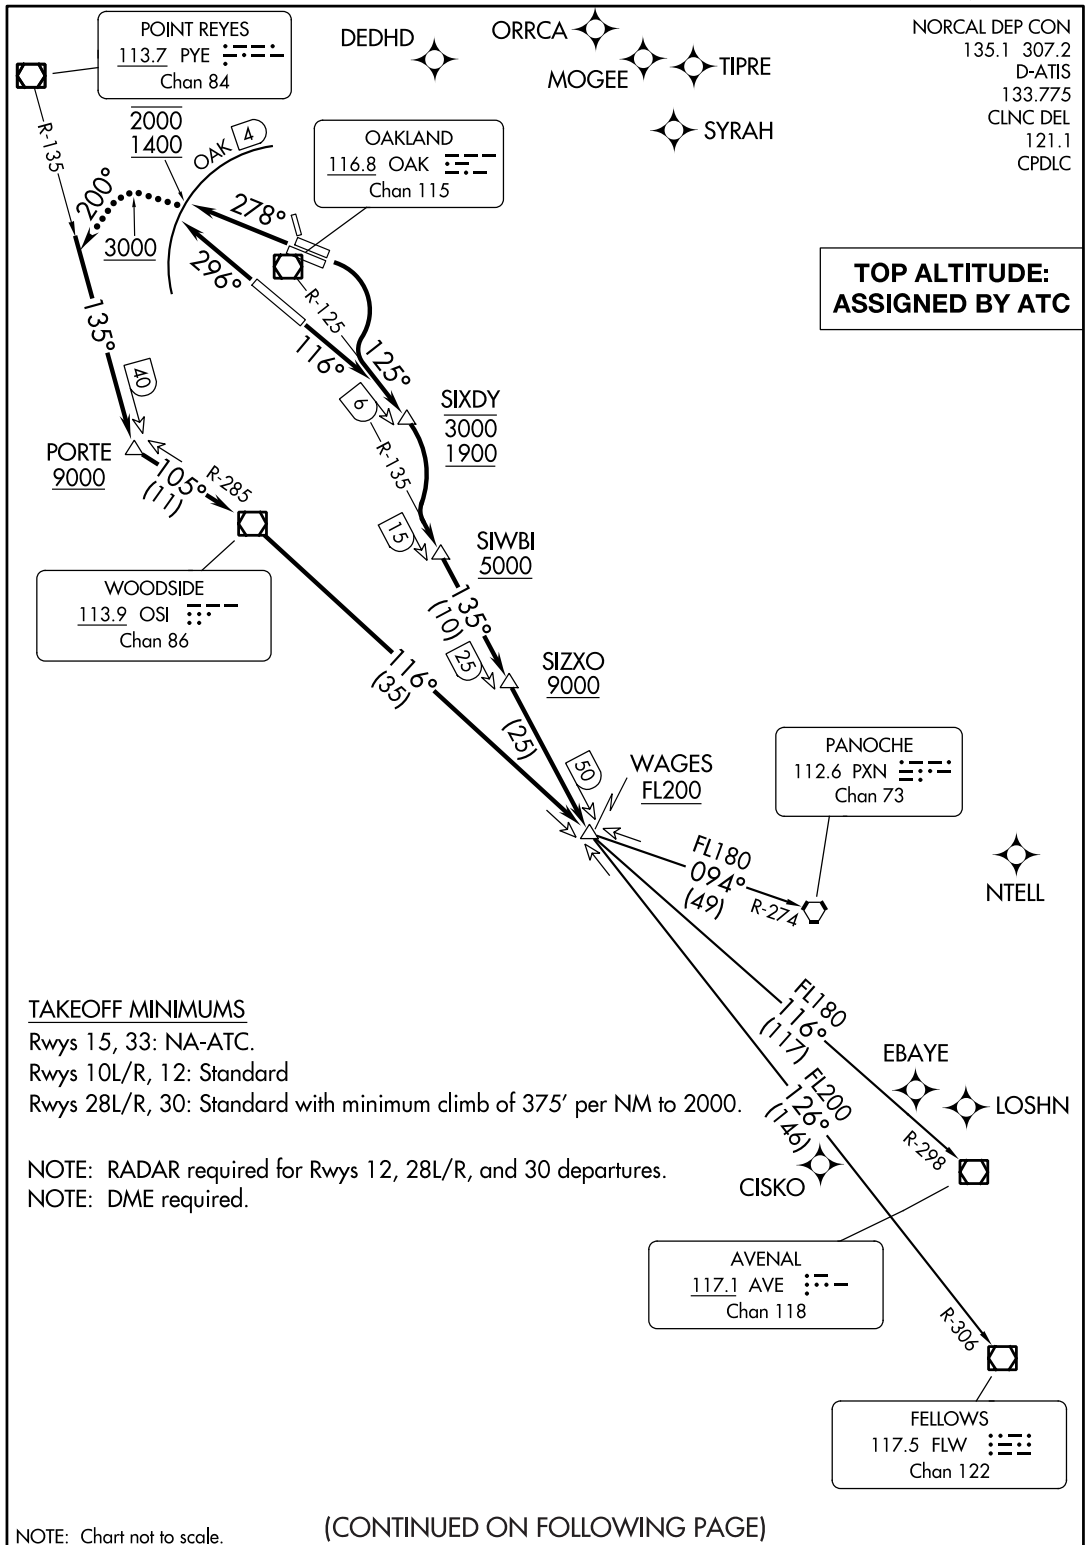 POINT REYES
113.7 PYE
Chan 84
DEDHD
ORRCA
MOGEE
TIPRE
SYRAH
NORCAL DEP CON
135.1 307.2
D-ATIS
133.775
CLNC DEL
121.1
CPDLC
R-135
2000
1400
OAK 4
OAKLAND
116.8 OAK
Chan 115
200°
3000
278°
296°
R-125
TOP ALTITUDE:
ASSIGNED BY ATC
135°
116°
125°
40
6
SIXDY
3000
1900
PORTE
9000
105°
(11)
R-285
R-135
15
SIWBI
5000
WOODSIDE
113.9 OSI
Chan 86
135°
(10)
116°
(35)
25
SIZXO
9000
(25)
50
WAGES
FL200
PANOCHE
112.6 PXN
Chan 73
FL180
094°
(49)
R-274
NTELL
TAKEOFF MINIMUMS
Rwys 15, 33: NA-ATC.
Rwys 10L/R, 12: Standard
Rwys 28L/R, 30: Standard with minimum climb of 375' per NM to 2000.
FL180
116°
(117)
FL200
126°
(146)
EBAYE
LOSHN
R-298
CISKO
NOTE: RADAR required for Rwys 12, 28L/R, and 30 departures.
NOTE: DME required.
AVENAL
117.1 AVE
Chan 118
R-306
FELLOWS
117.5 FLW
Chan 122
NOTE: Chart not to scale.
(CONTINUED ON FOLLOWING PAGE)